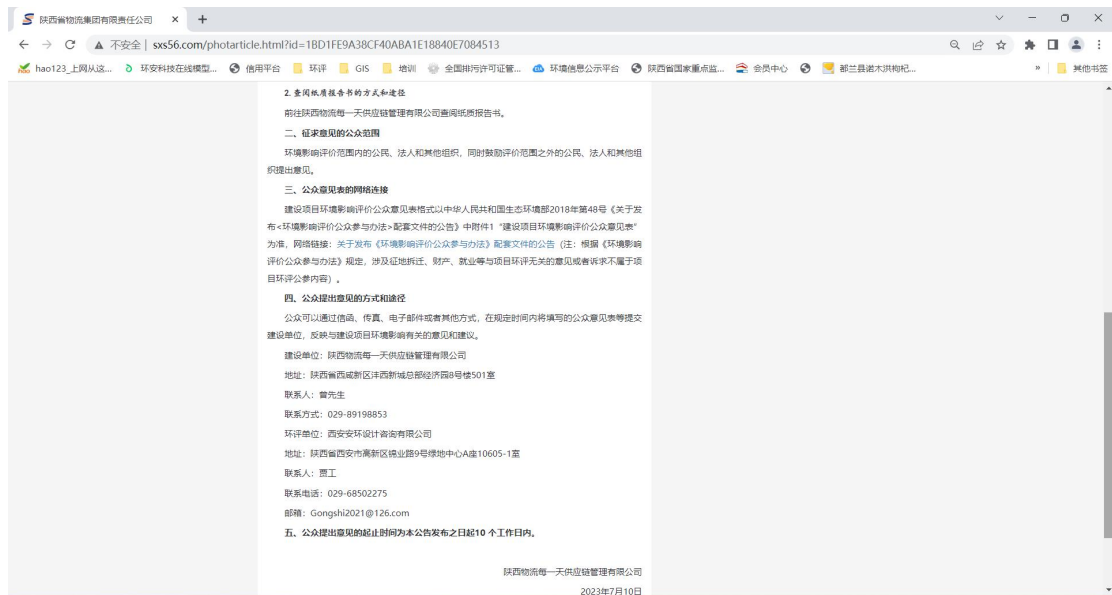 陕西省物流集团有限责任公司
不安全 | sxs56.com/photarticle.html?id=1BD1FE9A38CF40ABA1E18840E7084513
hao123_上网从这... 环安科技在线模型... 信用平台 环评 GIS 培训 全国排污许可证管... 环境信息公示平台 陕西省国家重点监... 会员中心 都兰县诺木洪枸杞... » 其他书签
2. 查阅纸质报告书的方式和途径
前往陕西物流每一天供应链管理有限公司查阅纸质报告书。
二、征求意见的公众范围
环境影响评价范围内的公民、法人和其他组织，同时鼓励评价范围之外的公民、法人和其他组
织提出意见。
三、公众意见表的网络连接
建设项目环境影响评价公众意见表格式以中华人民共和国生态环境部2018年第48号《关于发
布<环境影响评价公众参与办法>配套文件的公告》中附件1 "建设项目环境影响评价公众意见表"
为准，网络链接：关于发布《环境影响评价公众参与办法》配套文件的公告 (注：根据《环境影响
评价公众参与办法》规定，涉及征地拆迁、财产、就业等与项目环评无关的意见或者诉求不属于项
目环评公参内容) 。
四、公众提出意见的方式和途径
公众可以通过信函、传真、电子邮件或者其他方式，在规定时间内将填写的公众意见表等提交
建设单位，反映与建设项目环境影响有关的意见和建议。
建设单位：陕西物流每一天供应链管理有限公司
地址：陕西省西咸新区沣西新城总部经济园8号楼501室
联系人：曾先生
联系方式：029-89198853
环评单位：西安安环设计咨询有限公司
地址：陕西省西安市高新区锦业路9号绿地中心A座10605-1室
联系人：贾工
联系电话：029-68502275
邮箱：Gongshi2021@126.com
五、公众提出意见的起止时间为本公告发布之日起10 个工作日内。
陕西物流每一天供应链管理有限公司
2023年7月10日